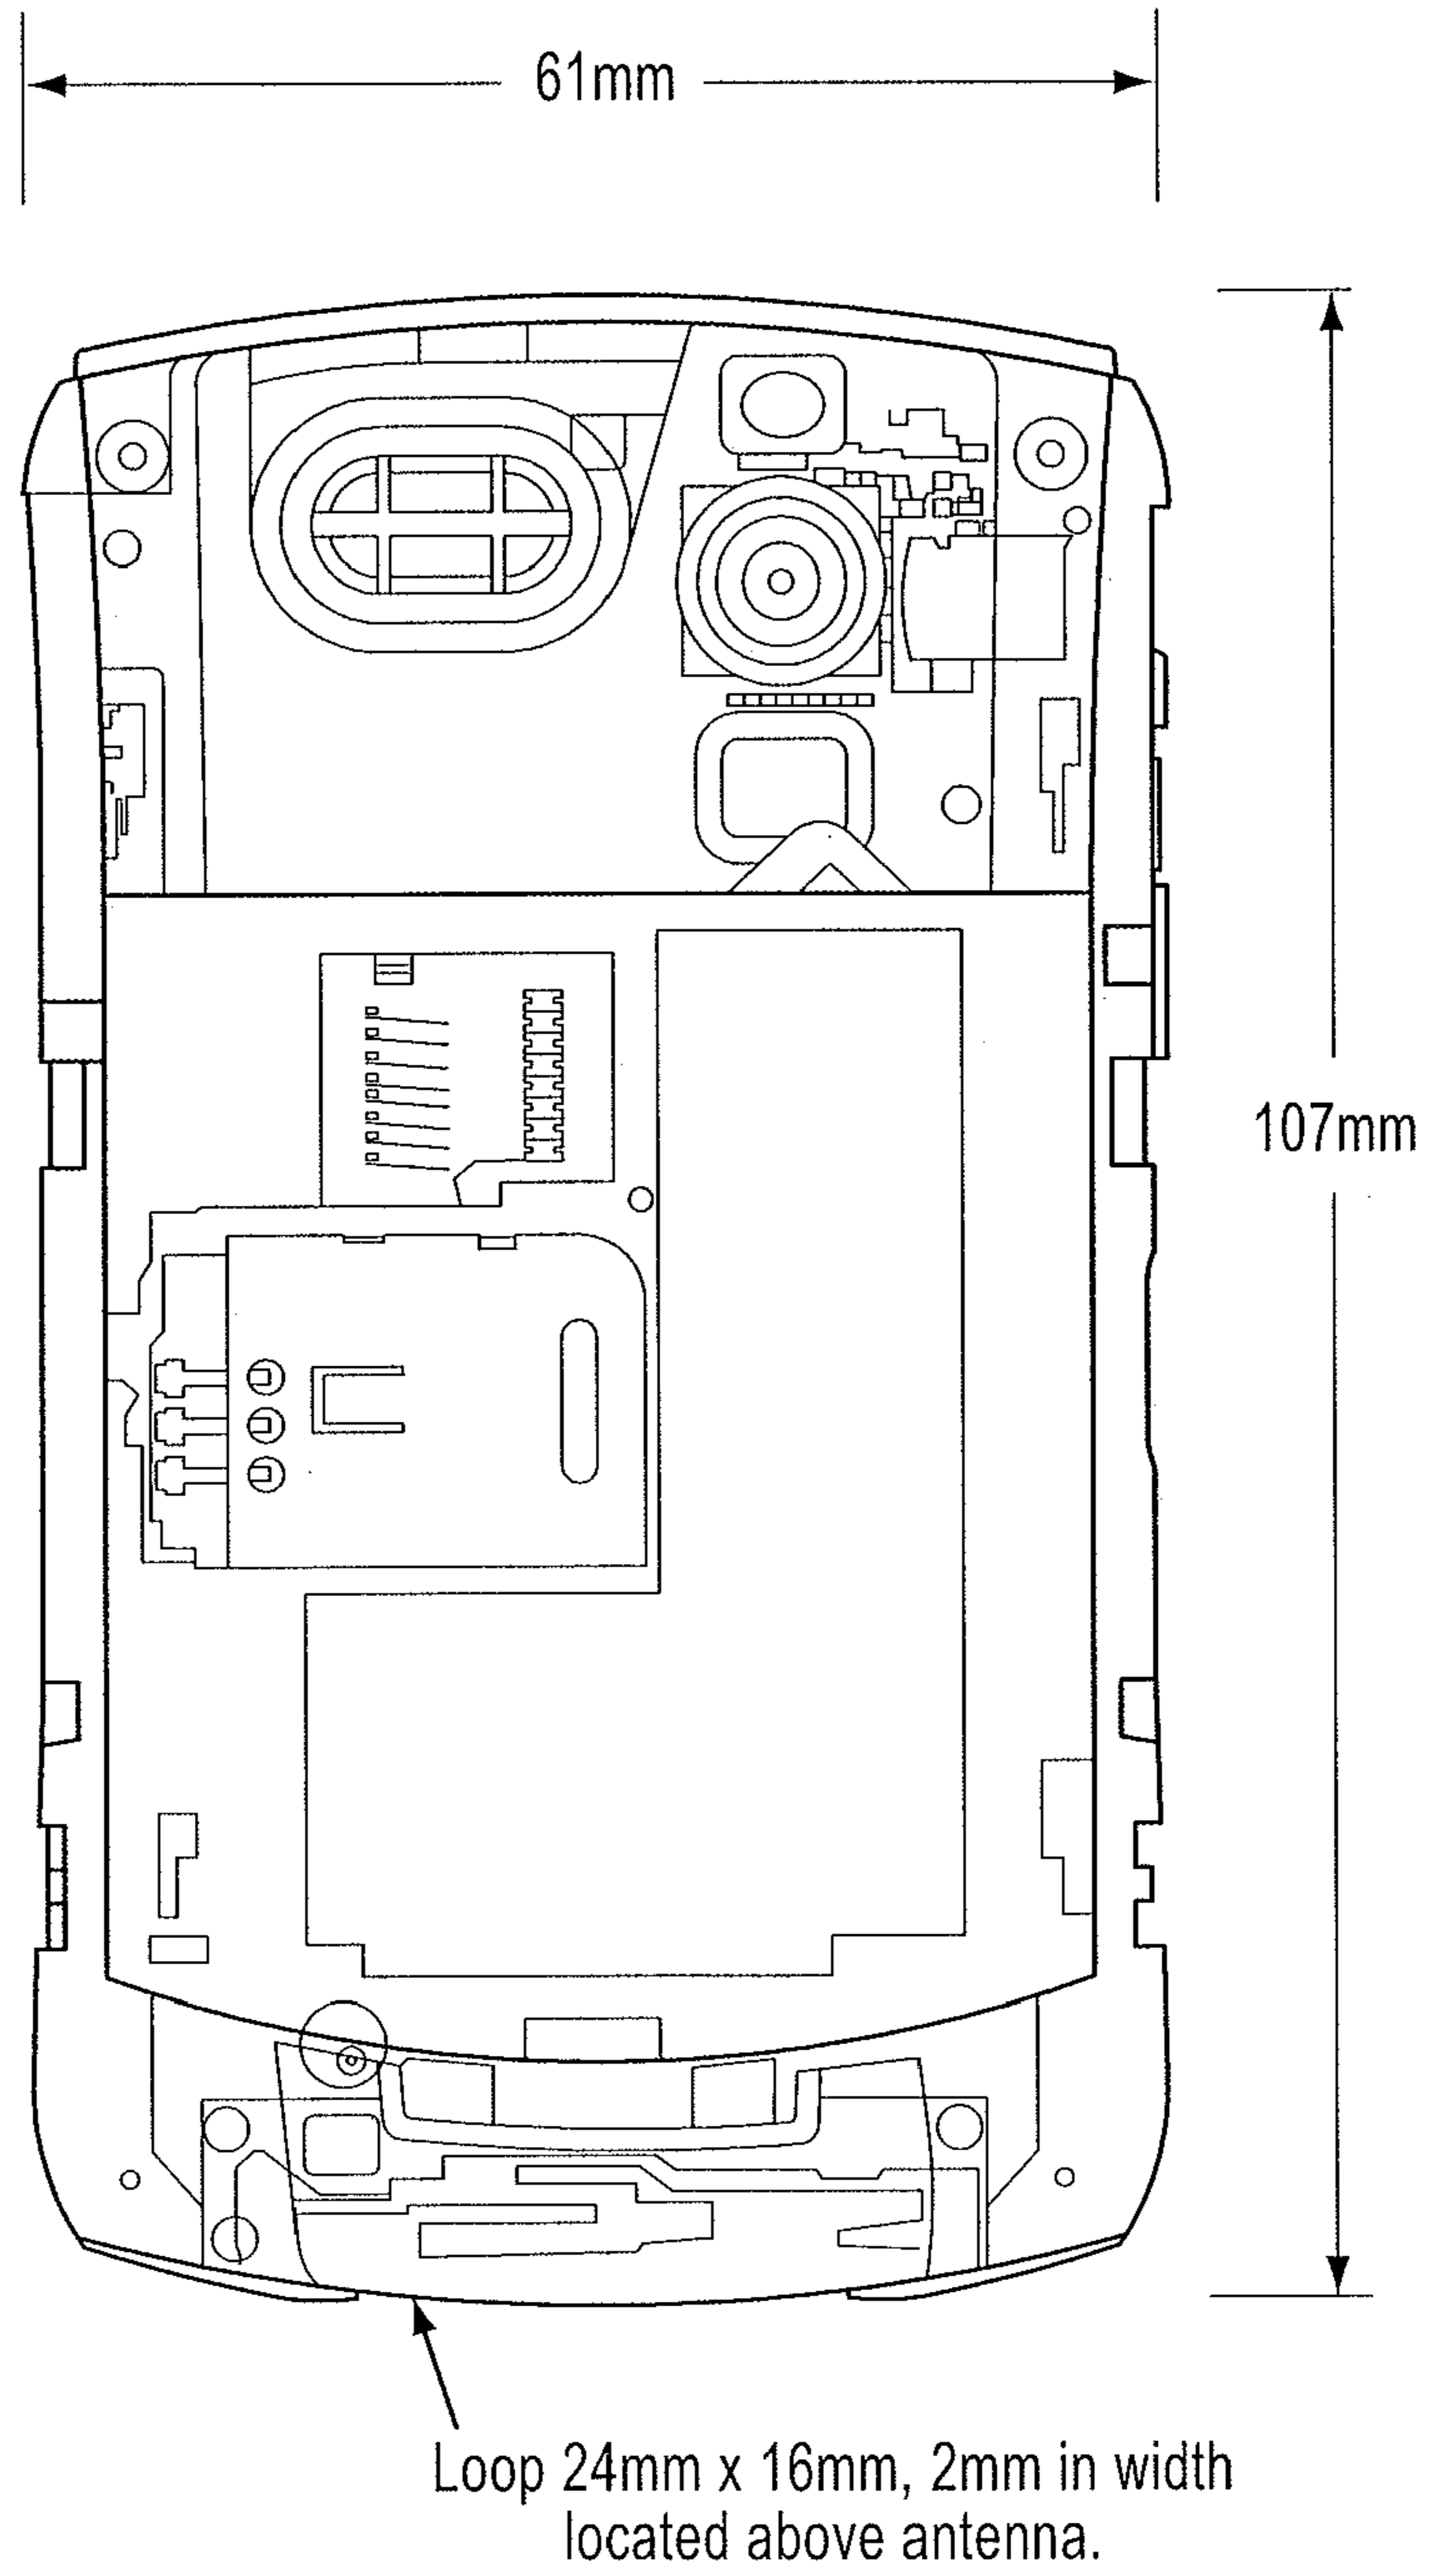 61mm
107mm
Loop 24mm x 16mm, 2mm in width
located above antenna.